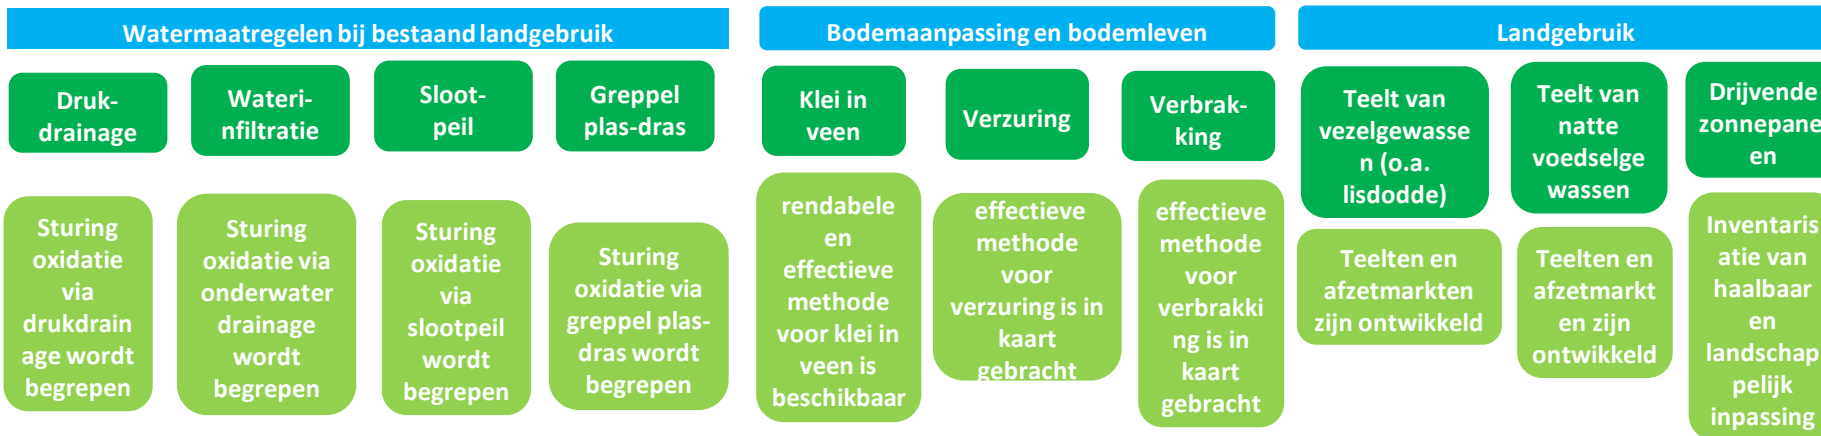 Watermaatregelen bij bestaand landgebruik
Bodemaanpassing en bodemleven
Landgebruik
Druk-
drainage
Wateri-
nfiltratie
Sloot-
peil
Greppel
plas-dras
Klei in
veen
Verzuring
Verbrak-
king
Teelt van
vezelgewasse
n (o.a.
lisdodde)
Teelt van
natte
voedselge
wassen
Drijvende
zonnepane
en
Sturing
oxidatie
via
drukdrain
age wordt
begrepen
Sturing
oxidatie via
onderwater
drainage
wordt
begrepen
Sturing
oxidatie
via
slootpeil
wordt
begrepen
Sturing
oxidatie via
greppel plas-
dras wordt
begrepen
rendabele
en
effectieve
methode
voor klei in
veen is
beschikbaar
effectieve
methode
voor
verzuring is in
kaart
gebracht
effectieve
methode
voor
verbrakki
ng is in
kaart
gebracht
Teelten en
afzetmarkten
zijn ontwikkeld
Teelten en
afzetmarkt
en zijn
ontwikkeld
Inventaris
atie van
haalbaar
en
landschap
pelijk
inpassing